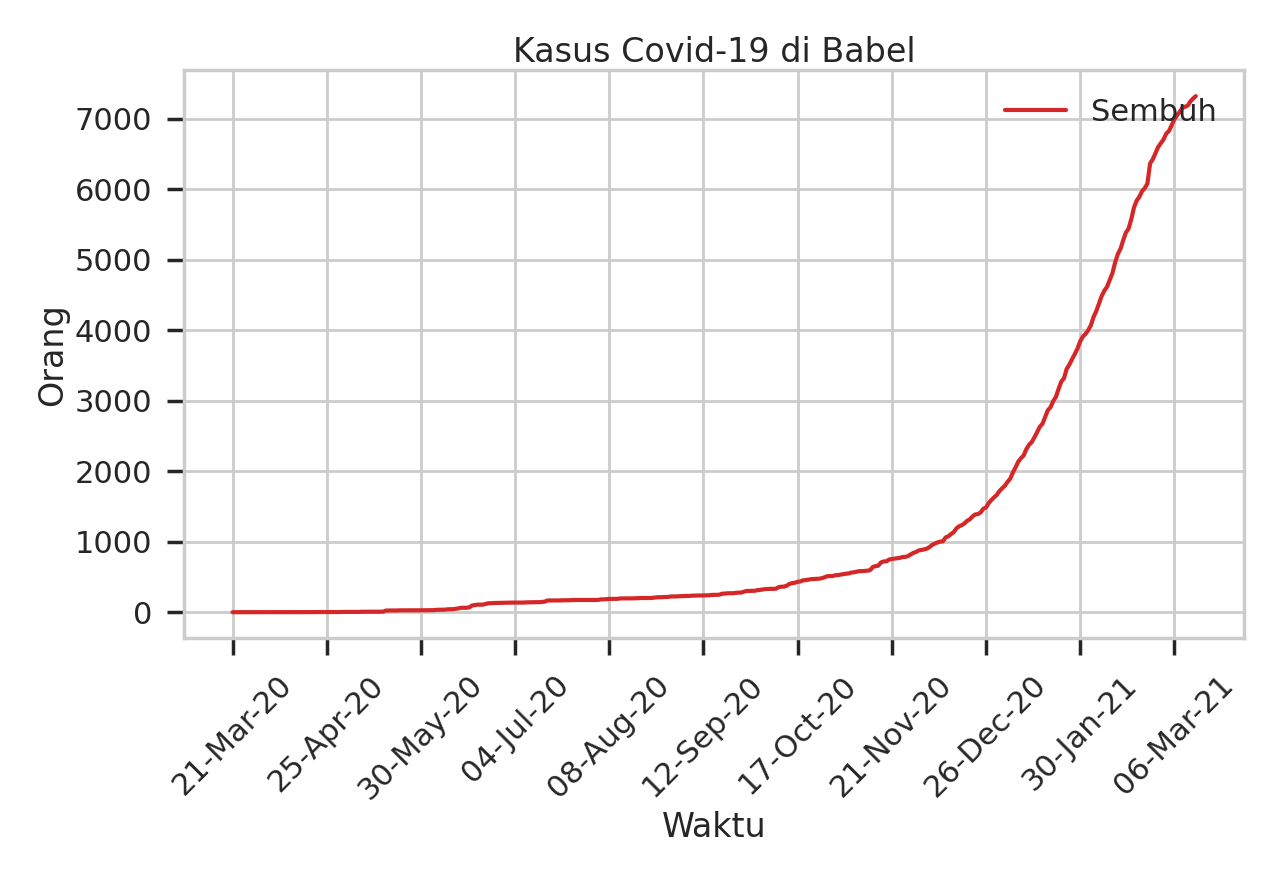 Kasus Covid-19 di Babel
Sembuh
Orang
7000
6000
5000
4000
3000
2000
1000
0
21-Mar-20
25-Apr-20
30-May-20
04-Jul-20
08-Aug-20
12-Sep-20
17-Oct-20
21-Nov-20
26-Dec-20
30-Jan-21
06-Mar-21
Waktu